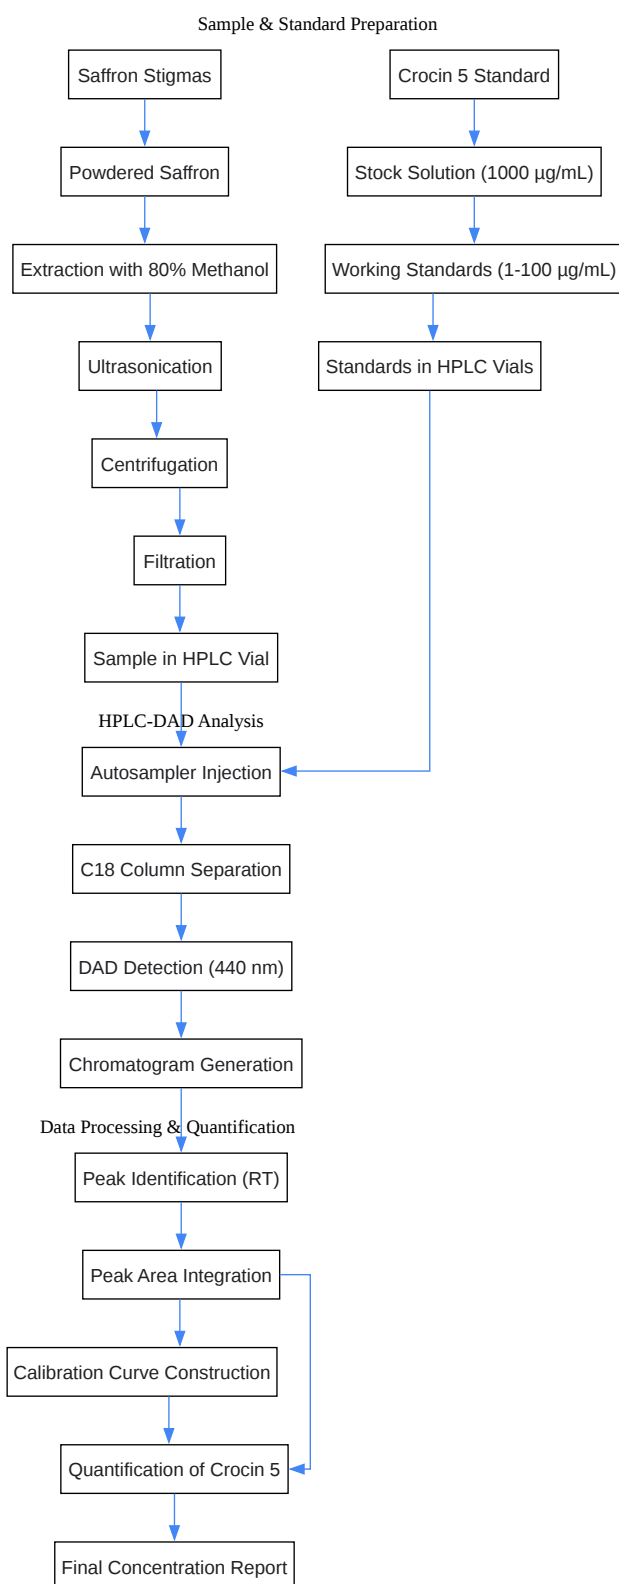 Sample & Standard Preparation
Saffron Stigmas
Crocin 5 Standard
Powdered Saffron
Stock Solution (1000 µg/mL)
Extraction with 80% Methanol
Working Standards (1-100 µg/mL)
Ultrasonication
Standards in HPLC Vials
Centrifugation
Filtration
Sample in HPLC Vial
HPLC-DAD Analysis
Autosampler Injection
C18 Column Separation
DAD Detection (440 nm)
Chromatogram Generation
Data Processing & Quantification
Peak Identification (RT)
Peak Area Integration
Calibration Curve Construction
Quantification of Crocin 5
Final Concentration Report